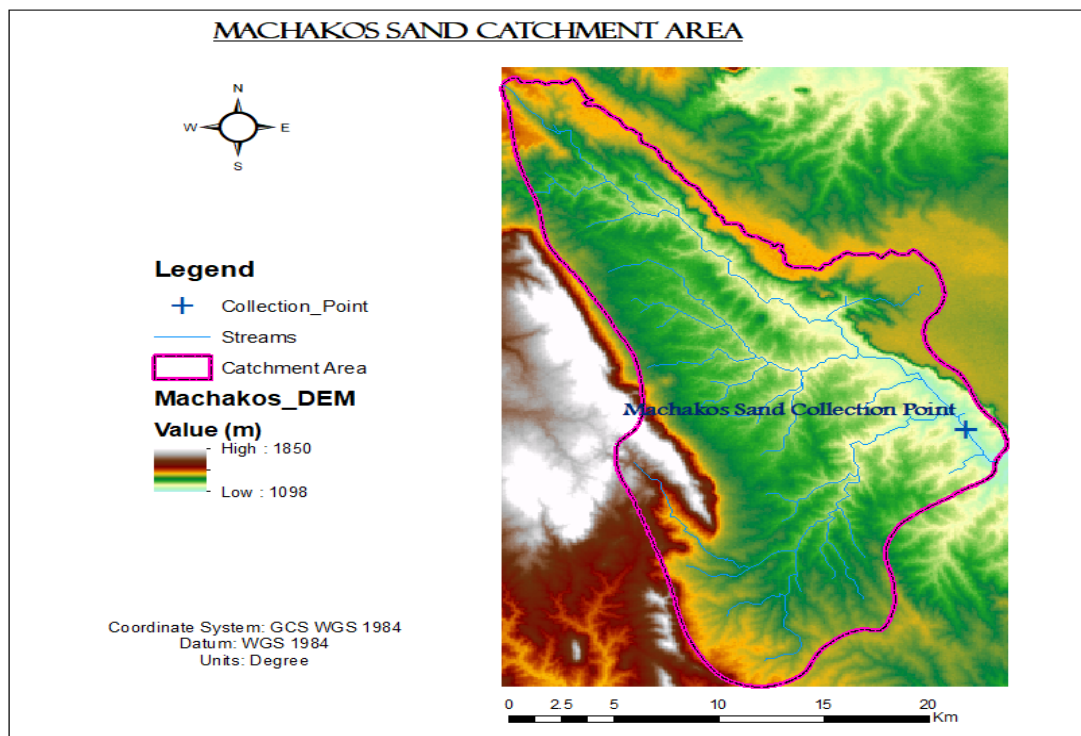 MACHAKOS SAND CATCHMENT AREA
N
W E
S
Legend
Collection_Point
Streams
Catchment Area
Machakos_DEM
Value (m)
High : 1850
Low : 1098
Machakos Sand Collection Point
Coordinate System: GCS WGS 1984
Datum: WGS 1984
Units: Degree
0 2.5 5 10 15 20
Km